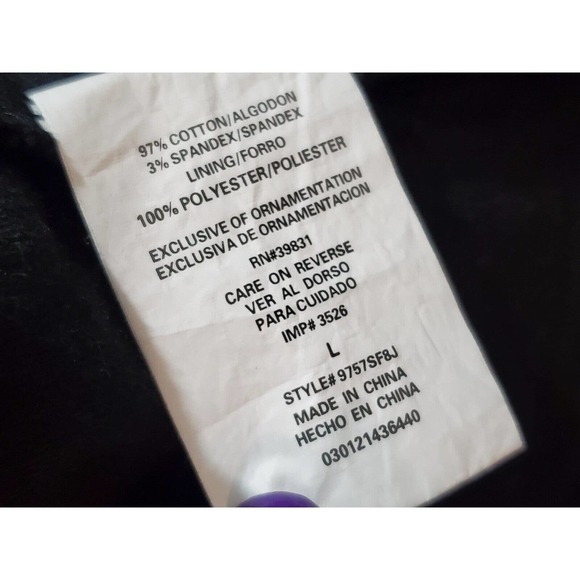 97% COTTON/ALGODON
3% SPANDEX/SPANDEX
LINING/FORRO
100% POLYESTER/POLIESTER
EXCLUSIVE OF ORNAMENTATION
EXCLUSIVA DE ORNAMENTACION
RN#39831
CARE ON REVERSE
VER AL DORSO
PARA CUIDADO
IMP# 3526
L
STYLE# 9757SF8J
MADE IN CHINA
HECHO EN CHINA
030121436440